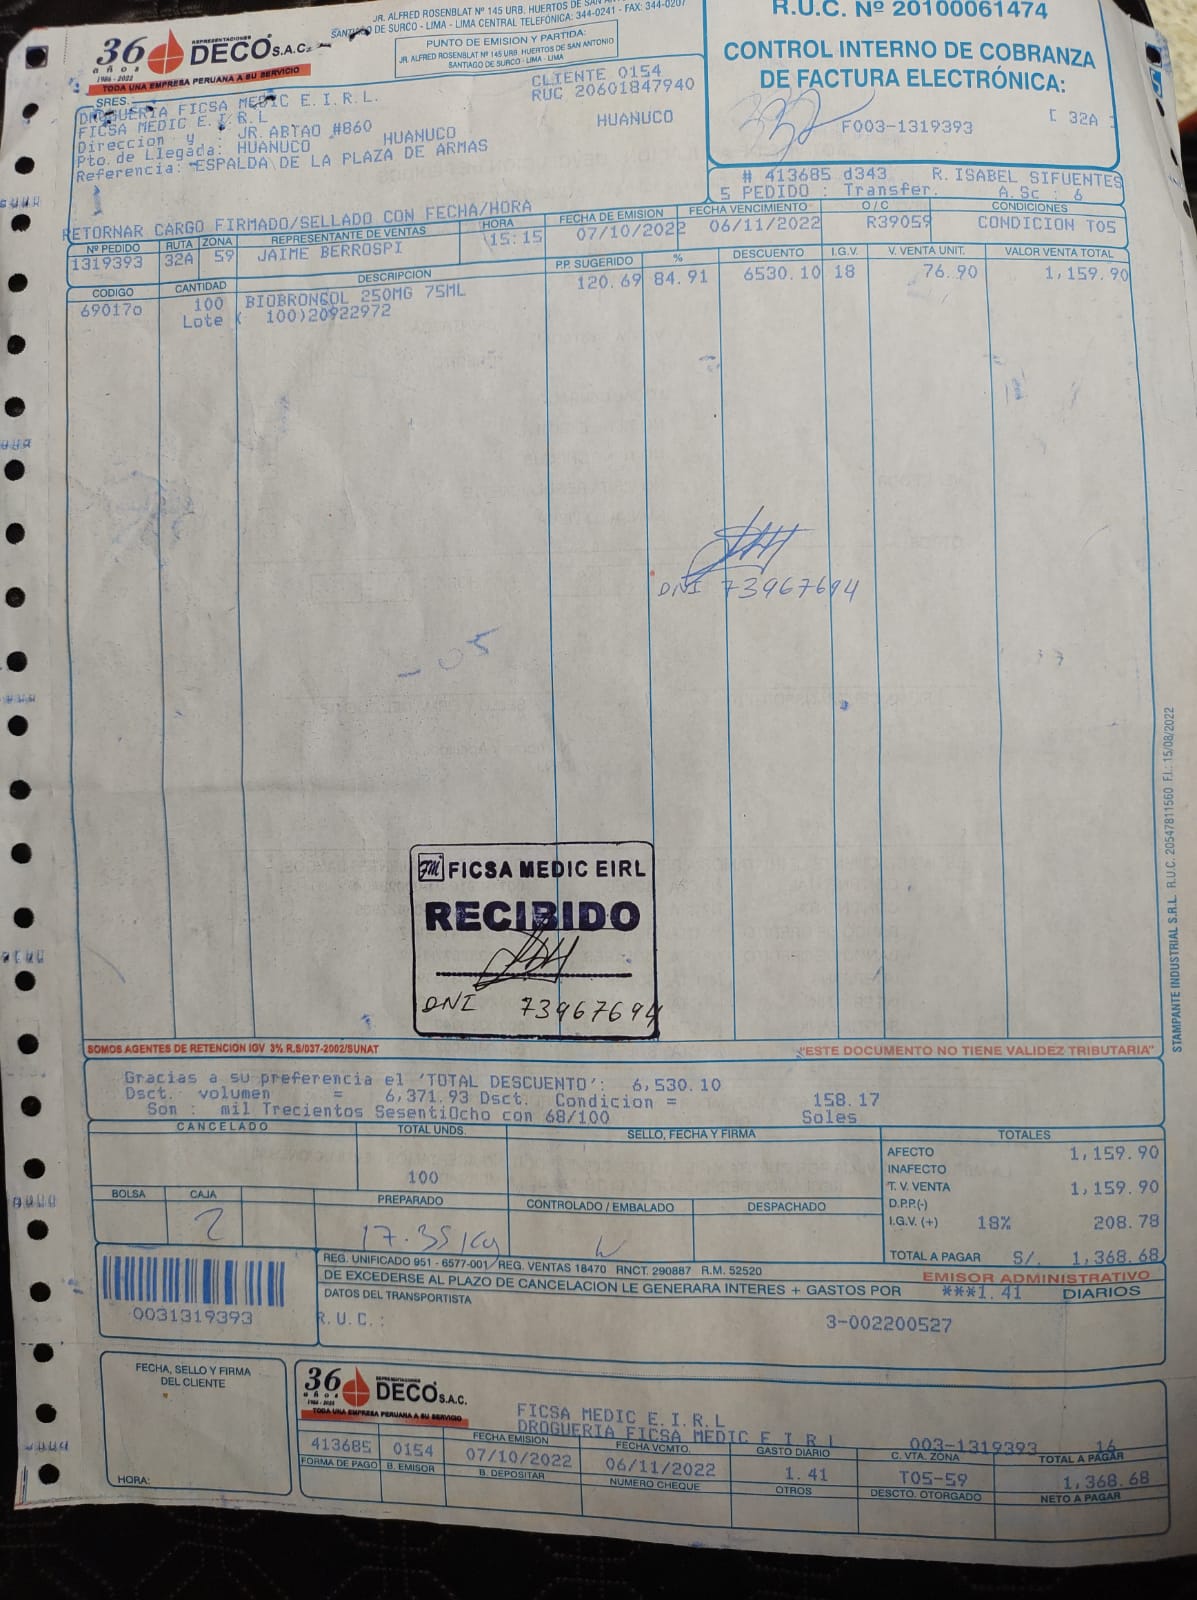 36
años
1986 - 2022
REPRESENTACIONES
DECO S.A.C.
TODA UNA EMPRESA PERUANA A SU SERVICIO
JR. ALFRED ROSENBLAT Nº 145 URB. HUERTOS DE SAN
SANTIAGO DE SURCO - LIMA - LIMA CENTRAL TELEFÓNICA: 344-0241 - FAX: 344-0207
PUNTO DE EMISION Y PARTIDA:
JR. ALFRED ROSENBLAT Nº 145 URB. HUERTOS DE SAN ANTONIO
SANTIAGO DE SURCO - LIMA - LIMA
R.U.C. Nº 20100061474
CONTROL INTERNO DE COBRANZA
DE FACTURA ELECTRÓNICA:
F003-1319393
[ 32A ]
SRES.
DROGUERIA FICSA MEDIC E.I.R.L.
FICSA MEDIC E.I.R.L
CLIENTE 0154
RUC 20601847940
Direccion y : JR. ABTAO #860 HUANUCO
Pto. de Llegada: HUANUCO HUANUCO
Referencia: ESPALDA DE LA PLAZA DE ARMAS
# 413685 d343 R. ISABEL SIFUENTES
S PEDIDO : Transfer. A.Sc : 6
RETORNAR CARGO FIRMADO/SELLADO CON FECHA/HORA
Nº PEDIDO RUTA ZONA REPRESENTANTE DE VENTAS HORA FECHA DE EMISION FECHA VENCIMIENTO O/C CONDICIONES
1319393 32A 59 JAIME BERROSPI 15:15 07/10/2022 06/11/2022 R39059 CONDICION T05
CODIGO CANTIDAD DESCRIPCION P.P. SUGERIDO % DESCUENTO I.G.V. V. VENTA UNIT. VALOR VENTA TOTAL
69017o 100 BIOBRONCOL 250MG 75ML 120.69 84.91 6530.10 18 76.90 1,159.90
Lote ( 100)20922972
DNI 73967694
-05
FICSA MEDIC EIRL
RECIBIDO
DNI 73967694
STAMPANTE INDUSTRIAL S.R.L. R.U.C. 20547811560 F.I.: 15/08/2022
SOMOS AGENTES DE RETENCION IGV 3% R.S/037-2002/SUNAT
"ESTE DOCUMENTO NO TIENE VALIDEZ TRIBUTARIA"
Gracias a su preferencia el 'TOTAL DESCUENTO': 6,530.10
Dsct. volumen = 6,371.93 Dsct. Condicion = 158.17
Son : mil Trecientos SesentiOcho con 68/100 Soles
CANCELADO TOTAL UNDS. SELLO, FECHA Y FIRMA TOTALES
100
AFECTO 1,159.90
INAFECTO
T. V. VENTA 1,159.90
D.P.P.(-)
I.G.V. (+) 18% 208.78
TOTAL A PAGAR S/. 1,368.68
BOLSA CAJA PREPARADO CONTROLADO / EMBALADO DESPACHADO
2 17.35 Kg
0031319393
REG. UNIFICADO 951 - 6577-001 / REG. VENTAS 18470 RNCT. 290887 R.M. 52520
EMISOR ADMINISTRATIVO
DE EXCEDERSE AL PLAZO DE CANCELACION LE GENERARA INTERES + GASTOS POR ***1.41 DIARIOS
DATOS DEL TRANSPORTISTA
R.U.C.: 3-002200527
FECHA, SELLO Y FIRMA
DEL CLIENTE
HORA:
36
años
1986 - 2022
REPRESENTACIONES
DECO S.A.C.
TODA UNA EMPRESA PERUANA A SU SERVICIO
FICSA MEDIC E.I.R.L
DROGUERIA FICSA MEDIC E I R L 003-1319393 16
FECHA EMISION FECHA VCMTO. GASTO DIARIO C. VTA. ZONA TOTAL A PAGAR
413685 0154 07/10/2022 06/11/2022 1.41 T05-59 1,368.68
FORMA DE PAGO B. EMISOR B. DEPOSITAR NUMERO CHEQUE OTROS DESCTO. OTORGADO NETO A PAGAR